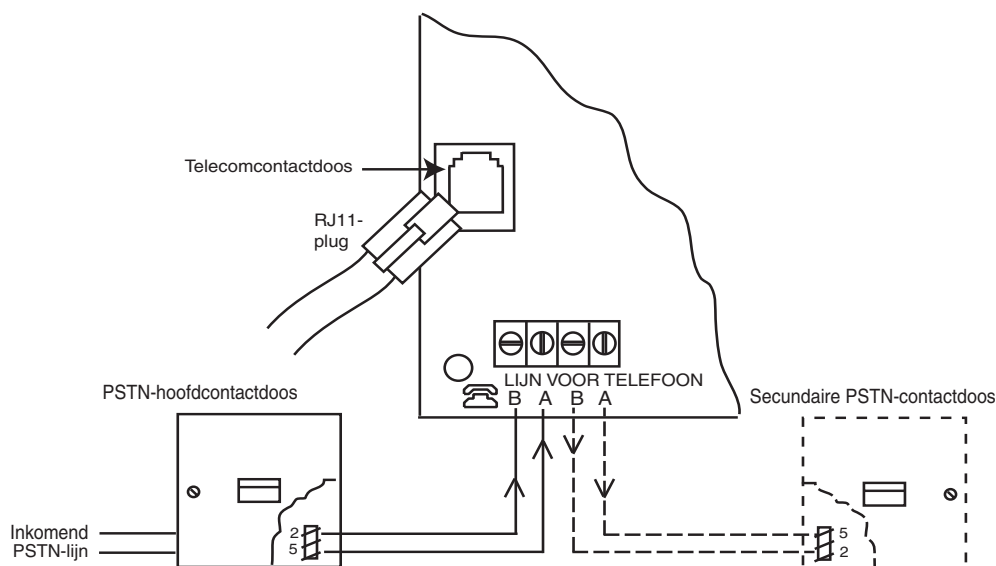 Telecomcontactdoos
RJ11-
plug
LIJN VOOR TELEFOON
B A B A
PSTN-hoofdcontactdoos
Secundaire PSTN-contactdoos
Inkomend
PSTN-lijn
2
5
5
2